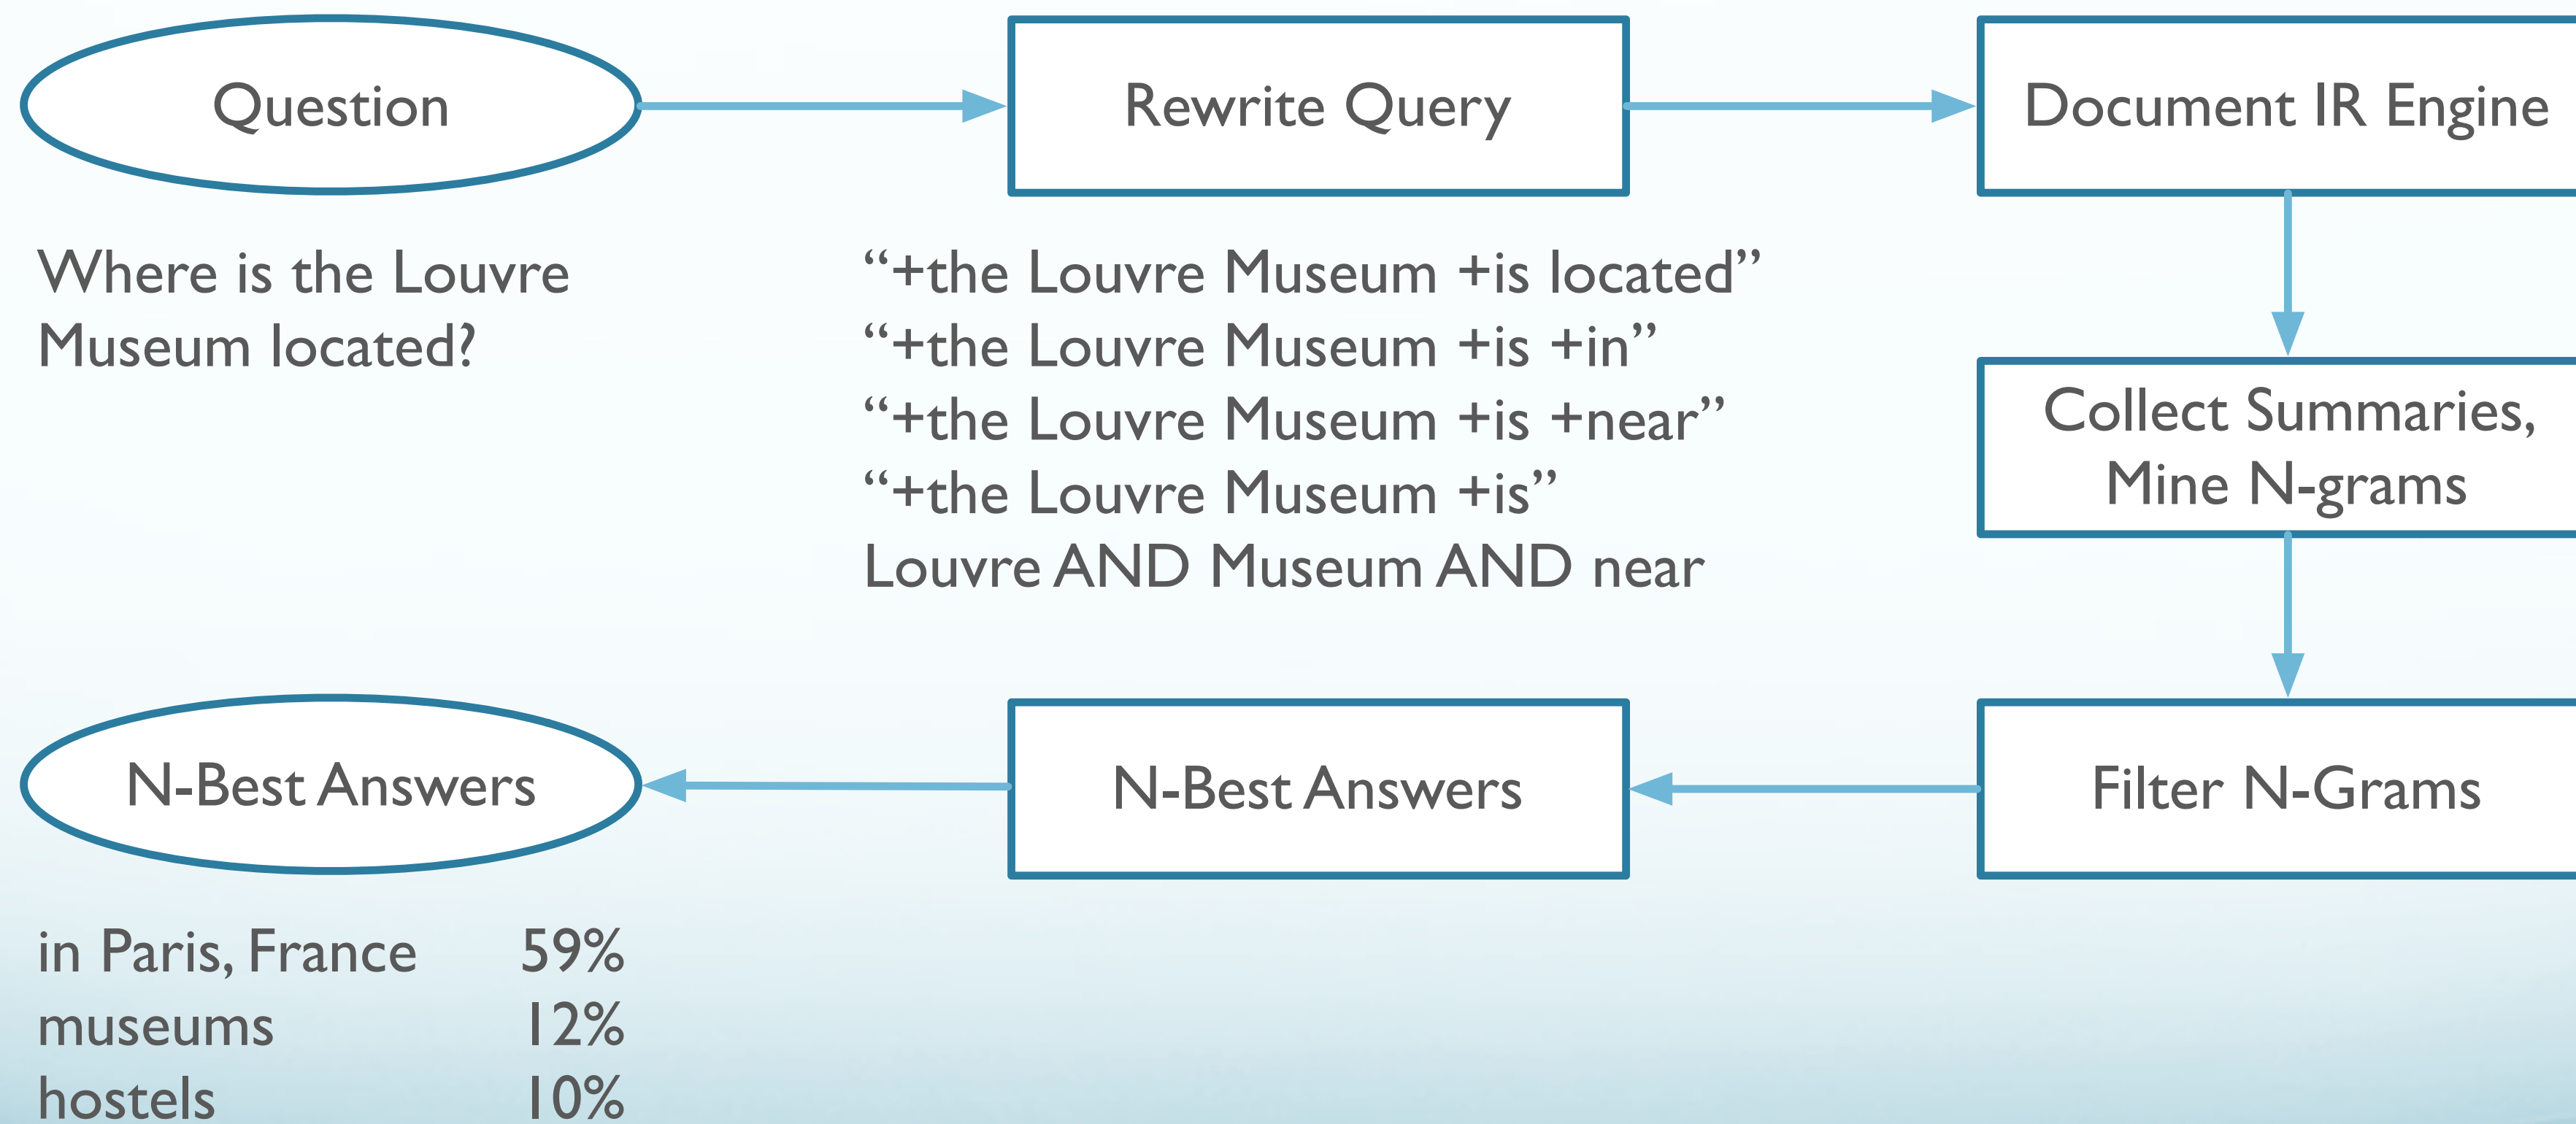 Question
Rewrite Query
Document IR Engine
Where is the Louvre
Museum located?
“+the Louvre Museum +is located”
“+the Louvre Museum +is +in”
“+the Louvre Museum +is +near”
“+the Louvre Museum +is”
Louvre AND Museum AND near
Collect Summaries,
Mine N-grams
N-Best Answers
N-Best Answers
Filter N-Grams
in Paris, France 59%
museums 12%
hostels 10%